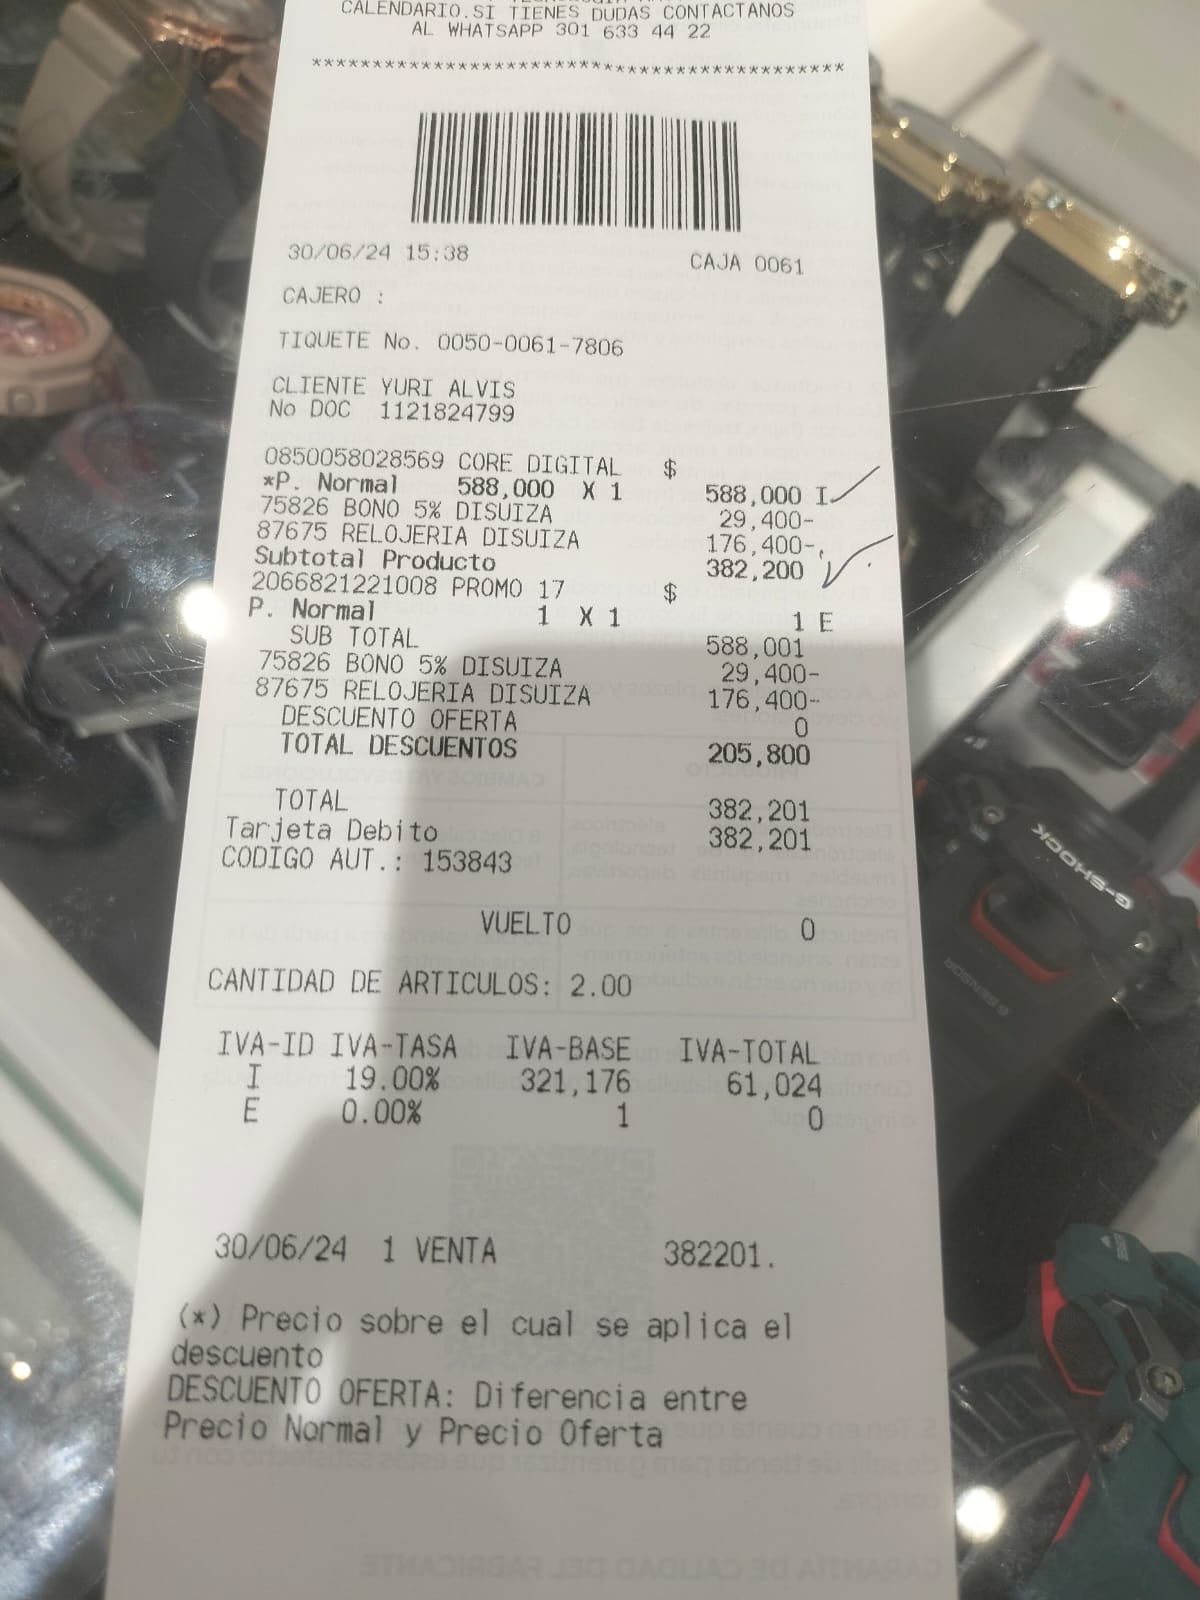 CALENDARIO.SI TIENES DUDAS CONTACTANOS
AL WHATSAPP 301 633 44 22
********************************************
30/06/24 15:38 CAJA 0061
CAJERO :
TIQUETE No. 0050-0061-7806
CLIENTE YURI ALVIS
No DOC 1121824799
0850058028569 CORE DIGITAL $
*P. Normal 588,000 X 1 588,000 I
75826 BONO 5% DISUIZA 29,400-
87675 RELOJERIA DISUIZA 176,400-
Subtotal Producto 382,200
2066821221008 PROMO 17 $
P. Normal 1 X 1 1 E
SUB TOTAL 588,001
75826 BONO 5% DISUIZA 29,400-
87675 RELOJERIA DISUIZA 176,400-
DESCUENTO OFERTA 0
TOTAL DESCUENTOS 205,800
TOTAL 382,201
Tarjeta Debito 382,201
CODIGO AUT.: 153843
VUELTO 0
CANTIDAD DE ARTICULOS: 2.00
IVA-ID IVA-TASA IVA-BASE IVA-TOTAL
I 19.00% 321,176 61,024
E 0.00% 1 0
30/06/24 1 VENTA 382201.
(*) Precio sobre el cual se aplica el
descuento
DESCUENTO OFERTA: Diferencia entre
Precio Normal y Precio Oferta
GARANTÍA DE CALIDAD DEL FABRICANTE
G-SHOCK